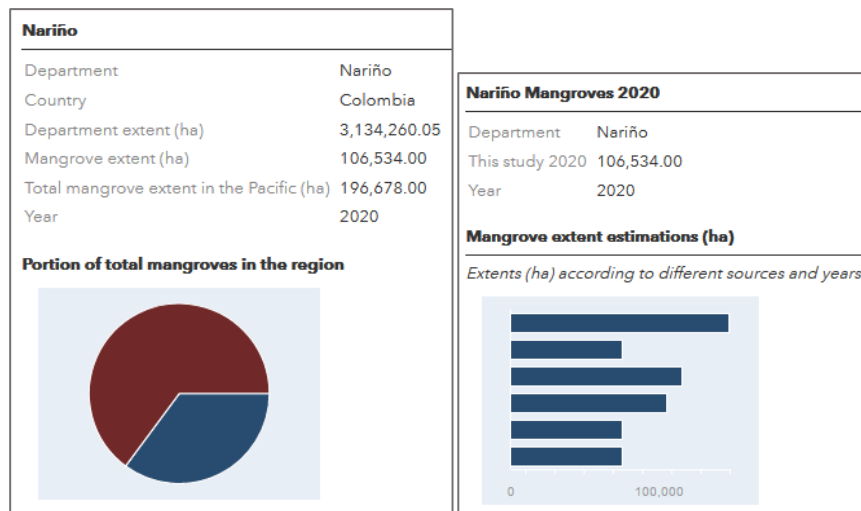 Nariño
Department Nariño
Country Colombia
Department extent (ha) 3,134,260.05
Mangrove extent (ha) 106,534.00
Total mangrove extent in the Pacific (ha) 196,678.00
Year 2020
Portion of total mangroves in the region
Nariño Mangroves 2020
Department Nariño
This study 2020 106,534.00
Year 2020
Mangrove extent estimations (ha)
Extents (ha) according to different sources and years
0 100,000